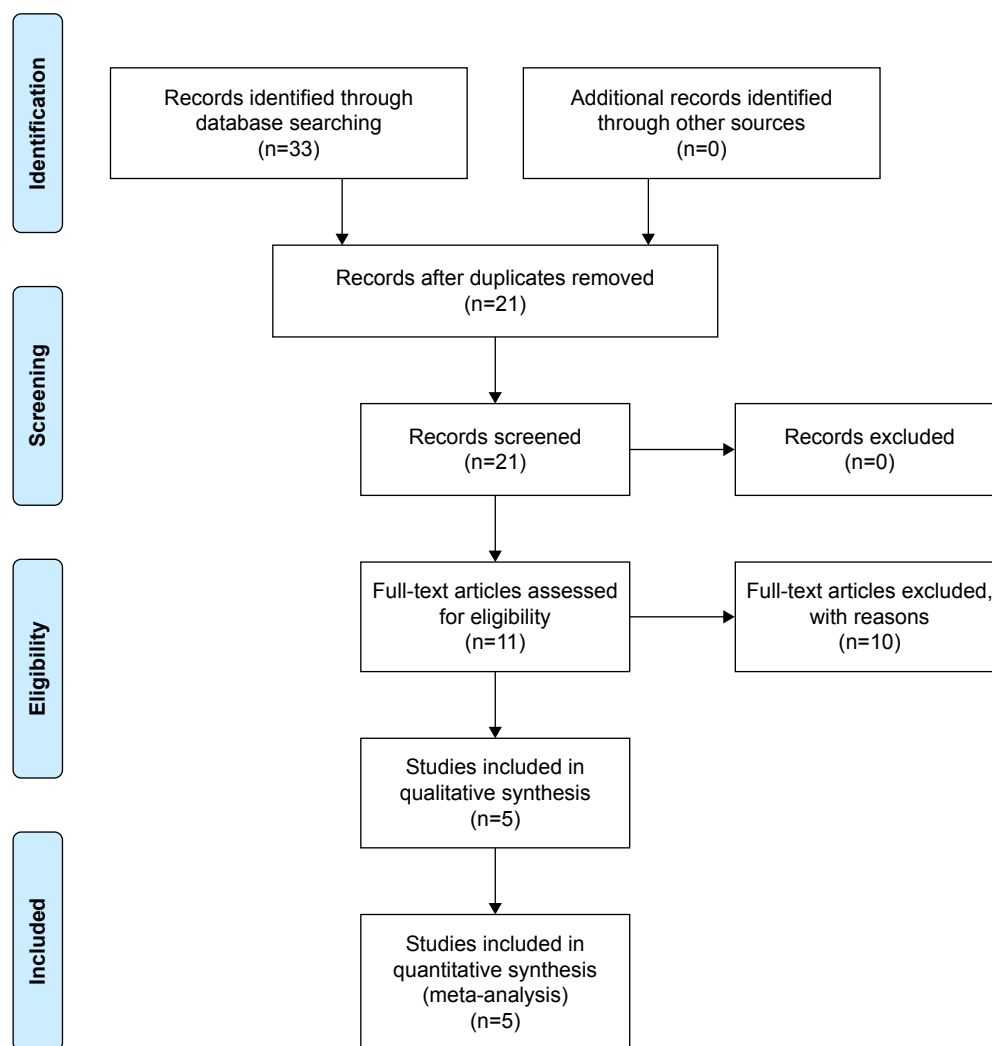 Identification
Records identified through
database searching
(n=33)
Additional records identified
through other sources
(n=0)
Records after duplicates removed
(n=21)
Screening
Records screened
(n=21)
Records excluded
(n=0)
Eligibility
Full-text articles assessed
for eligibility
(n=11)
Full-text articles excluded,
with reasons
(n=10)
Studies included in
qualitative synthesis
(n=5)
Included
Studies included in
quantitative synthesis
(meta-analysis)
(n=5)